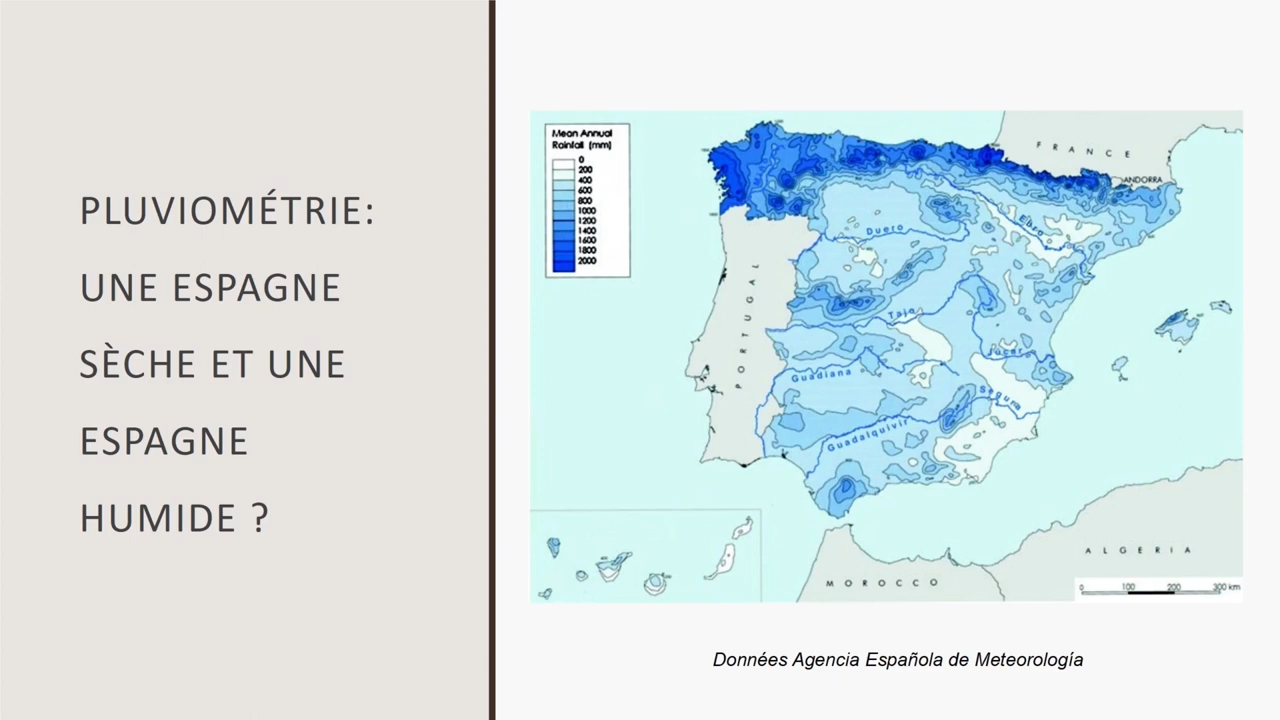 PLUVIOMÉTRIE:
UNE ESPAGNE
SÈCHE ET UNE
ESPAGNE
HUMIDE ?
Mean Annual
Rainfall (mm)
0
200
400
600
800
1000
1200
1400
1600
1800
2000
FRANCE
ANDORRA
Ebro
Duero
PORTUGAL
Tajo
Júcar
Guadiana
Segura
Guadalquivir
ALGERIA
MOROCCO
0 100 200 300 km
Données Agencia Española de Meteorología